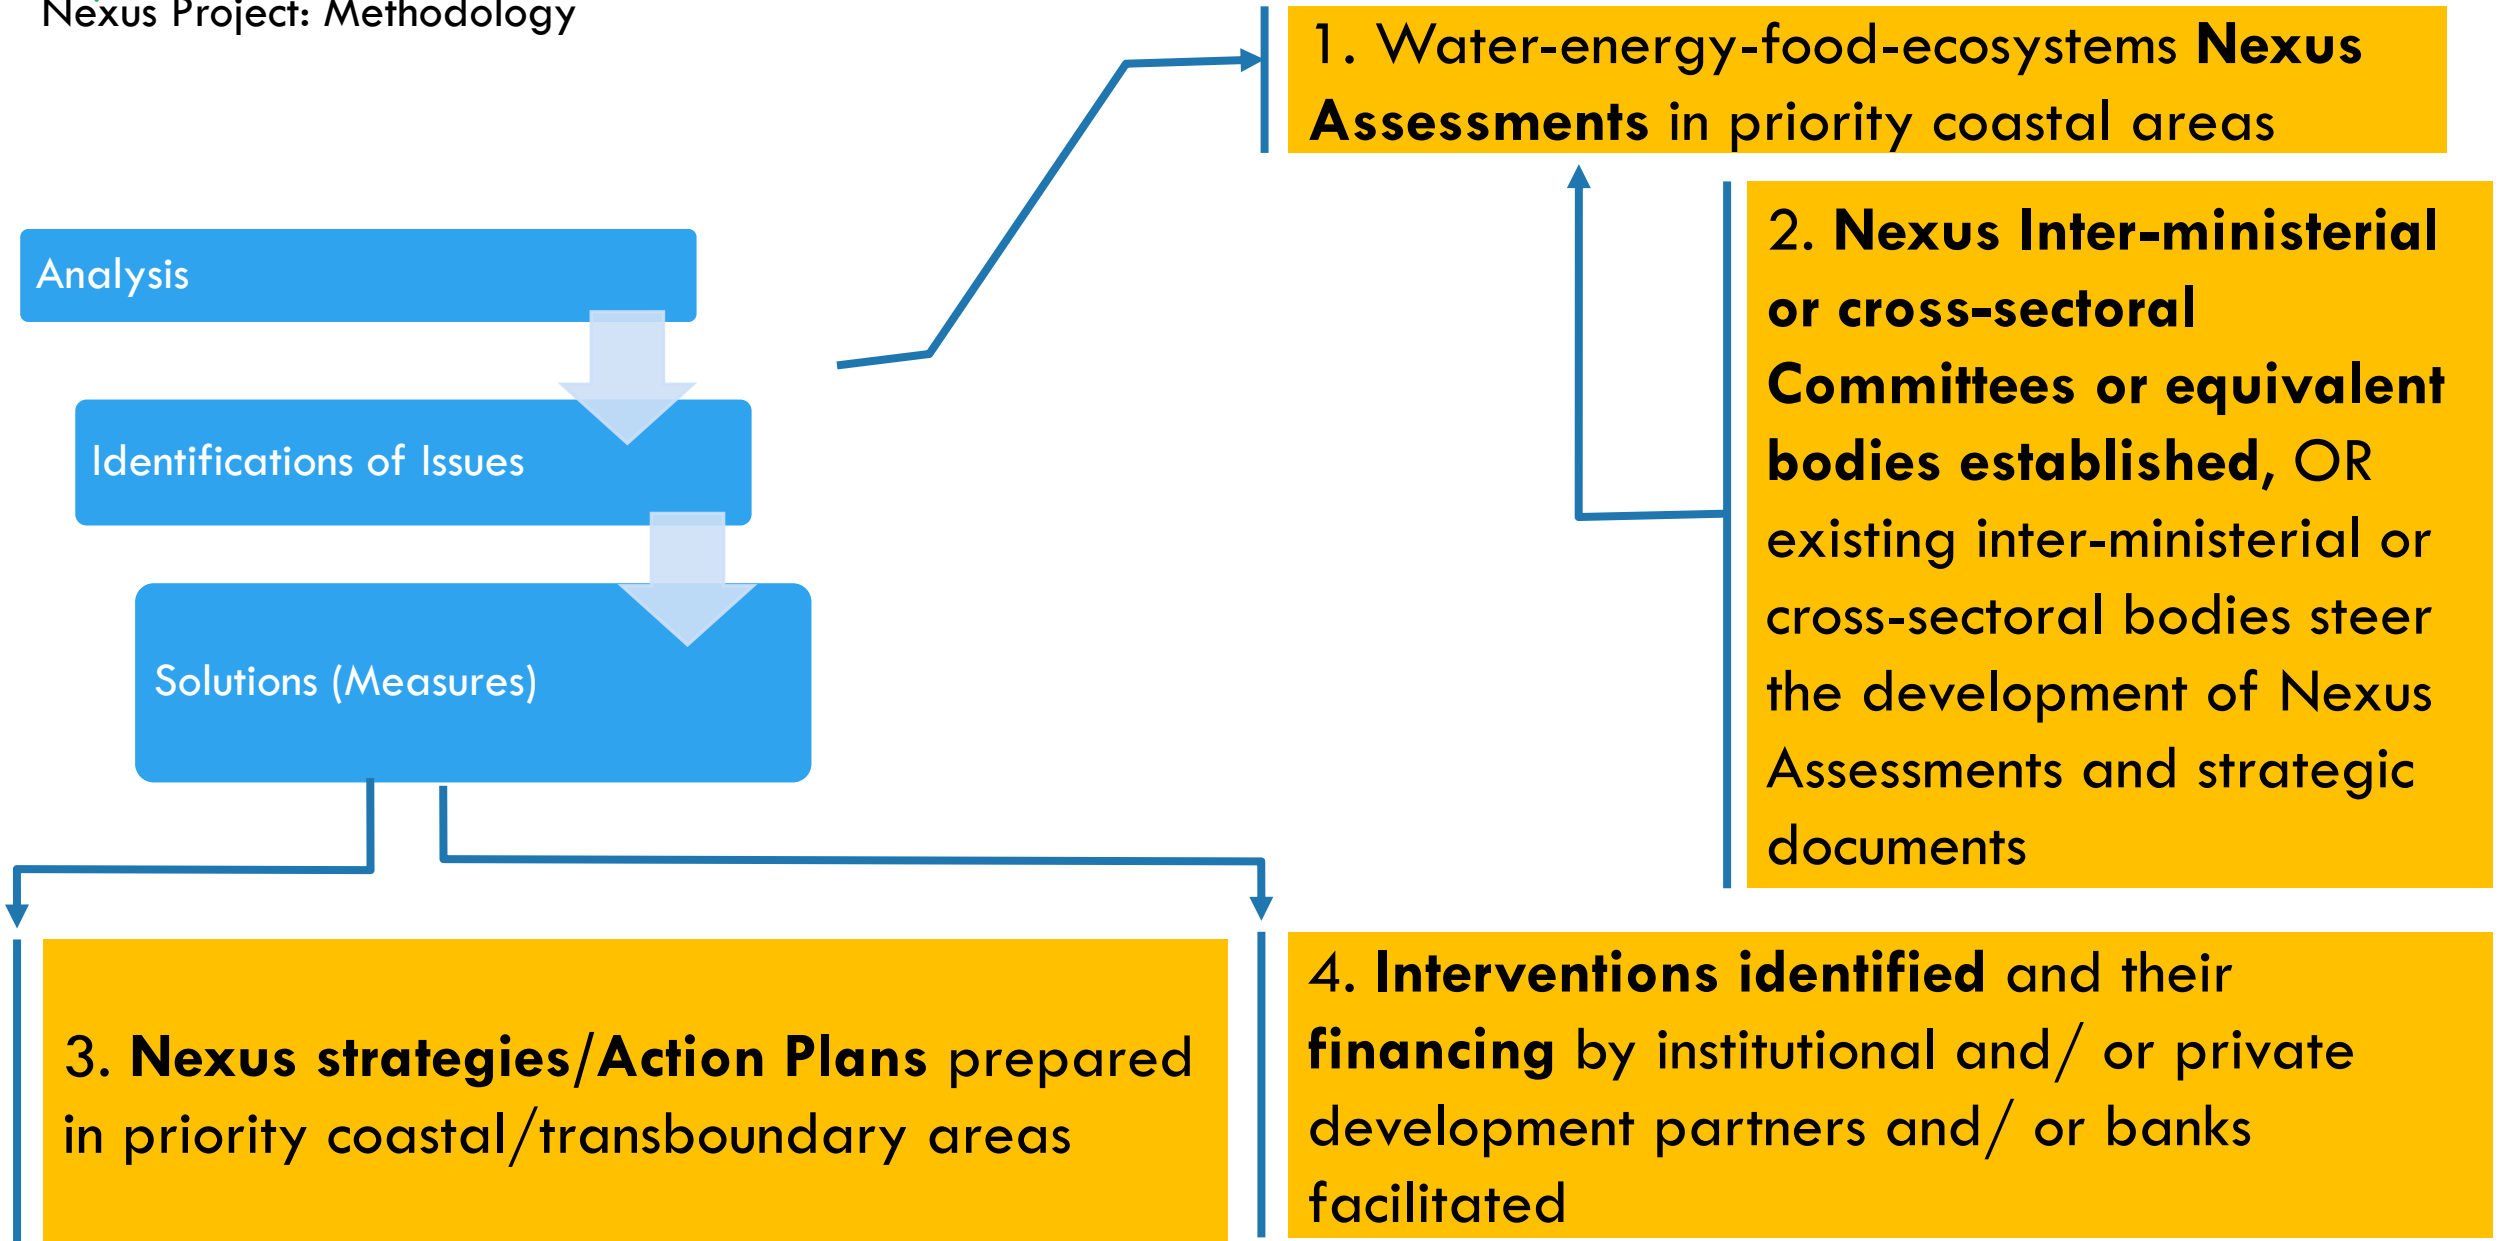 Nexus Project: Methodology
1. Water-energy-food-ecosystems Nexus
Assessments in priority coastal areas
Analysis
Identifications of Issues
Solutions (Measures)
2. Nexus Inter-ministerial
or cross-sectoral
Committees or equivalent
bodies established, OR
existing inter-ministerial or
cross-sectoral bodies steer
the development of Nexus
Assessments and strategic
documents
3. Nexus strategies/Action Plans prepared
in priority coastal/transboundary areas
4. Interventions identified and their
financing by institutional and/ or private
development partners and/ or banks
facilitated